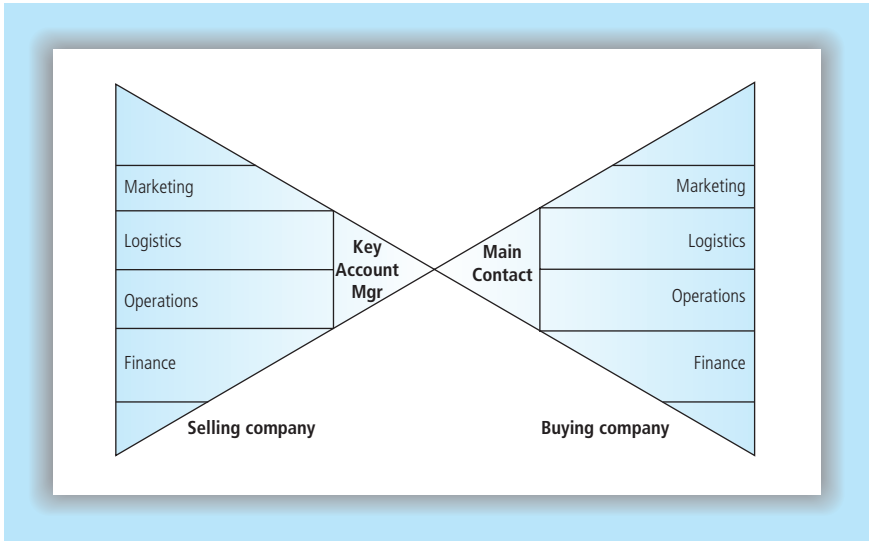 Marketing
Logistics
Operations
Finance
Key
Account
Mgr
Main
Contact
Marketing
Logistics
Operations
Finance
Selling company
Buying company